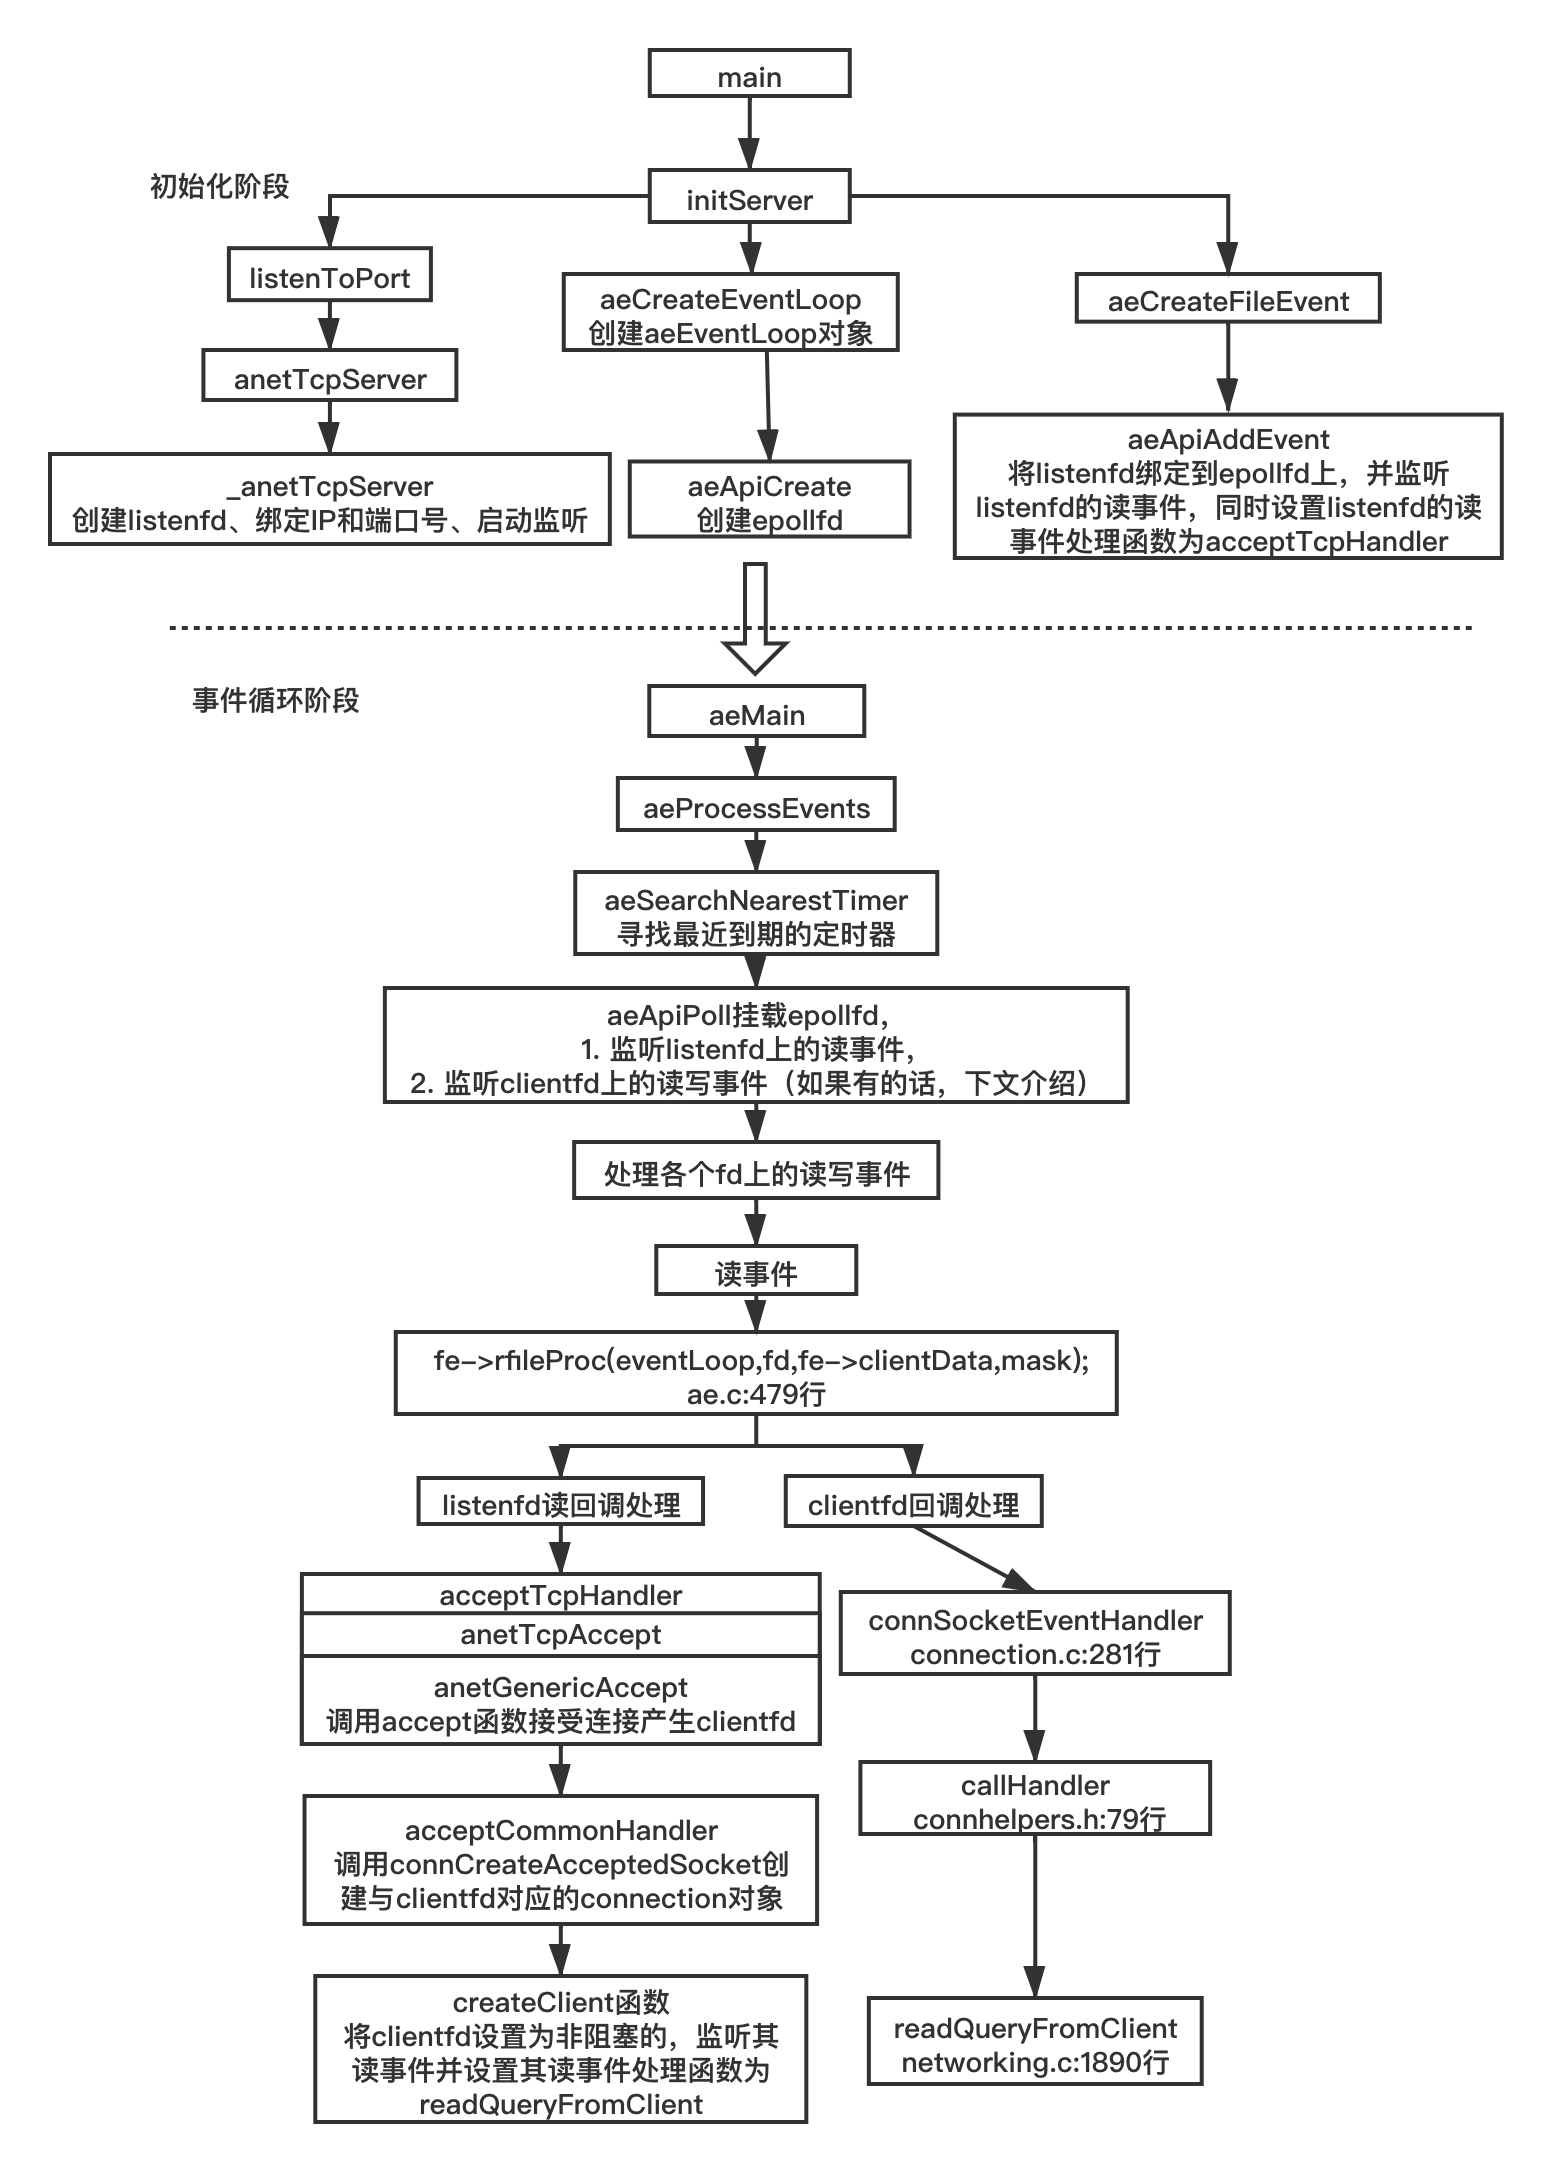 main
初始化阶段
initServer
listenToPort
aeCreateEventLoop
创建aeEventLoop对象
aeCreateFileEvent
anetTcpServer
_anetTcpServer
创建listenfd、绑定IP和端口号、启动监听
aeApiCreate
创建epollfd
aeApiAddEvent
将listenfd绑定到epollfd上，并监听
listenfd的读事件，同时设置listenfd的读
事件处理函数为acceptTcpHandler
事件循环阶段
aeMain
aeProcessEvents
aeSearchNearestTimer
寻找最近到期的定时器
aeApiPoll挂载epollfd，
1. 监听listenfd上的读事件，
2. 监听clientfd上的读写事件（如果有的话，下文介绍）
处理各个fd上的读写事件
读事件
fe->rfileProc(eventLoop,fd,fe->clientData,mask);
ae.c:479行
listenfd读回调处理
clientfd回调处理
acceptTcpHandler
anetTcpAccept
anetGenericAccept
调用accept函数接受连接产生clientfd
connSocketEventHandler
connection.c:281行
callHandler
connhelpers.h:79行
acceptCommonHandler
调用connCreateAcceptedSocket创
建与clientfd对应的connection对象
createClient函数
将clientfd设置为非阻塞的，监听其
读事件并设置其读事件处理函数为
readQueryFromClient
readQueryFromClient
networking.c:1890行